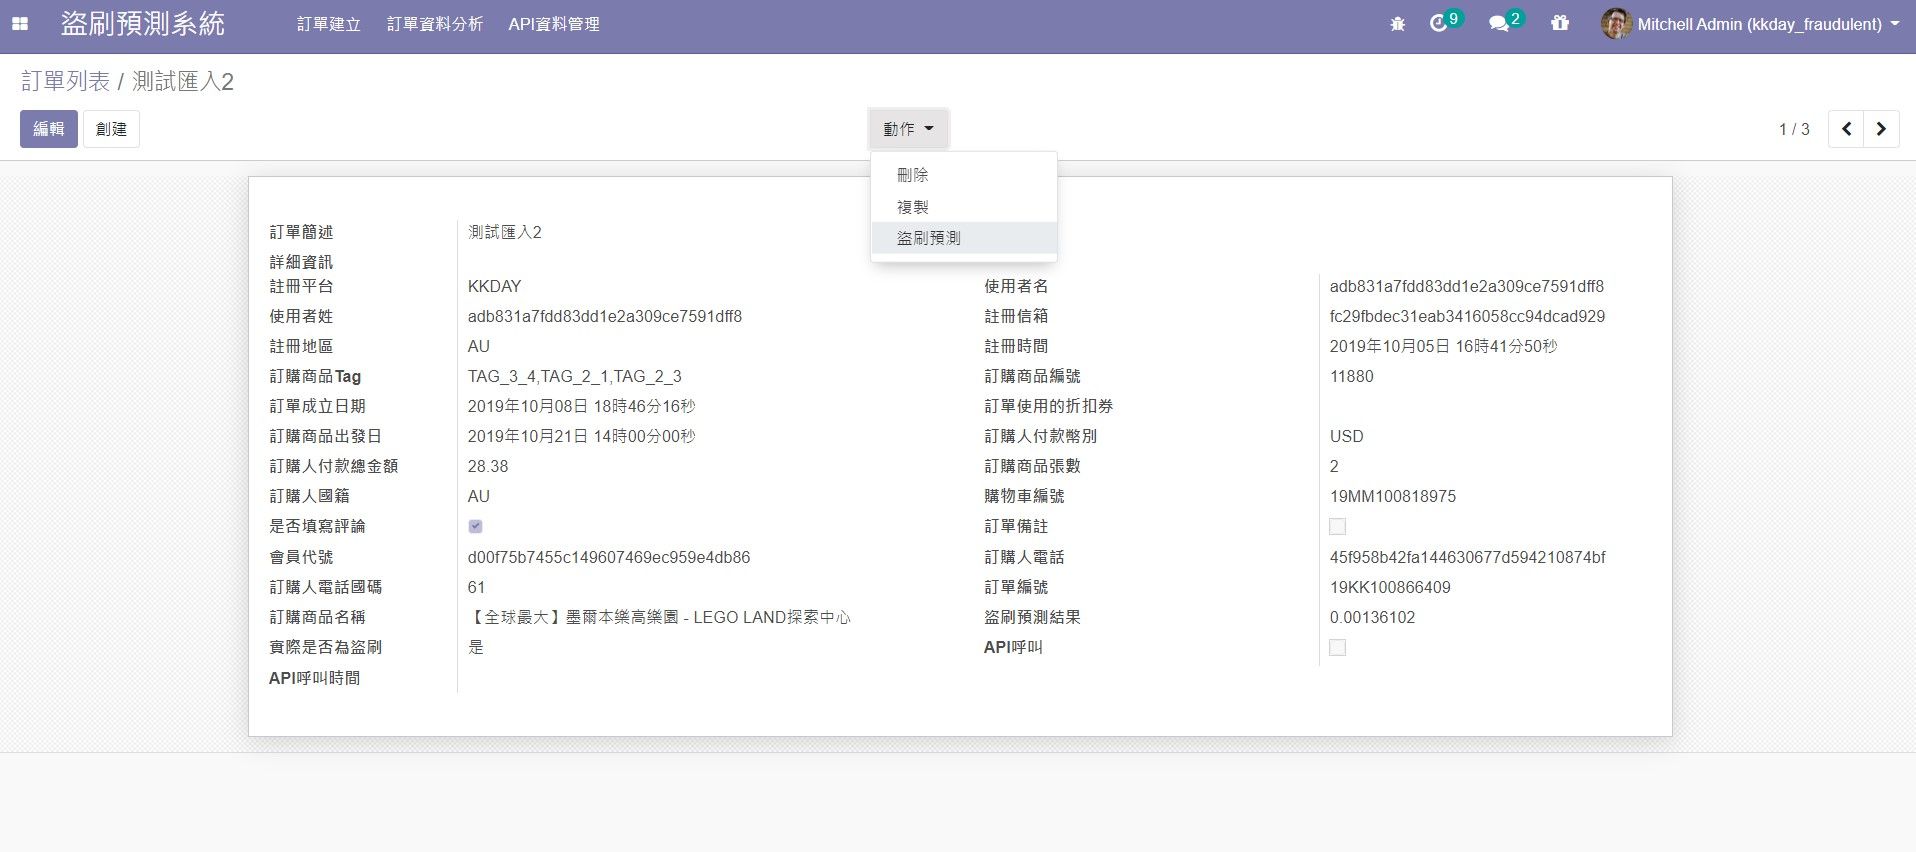 盜刷預測系統 訂單建立 訂單資料分析 API資料管理 9 2 Mitchell Admin (kkday_fraudulent)
訂單列表 / 測試匯入2
編輯 創建 動作 1 / 3
刪除
複製
盜刷預測
訂單簡述 測試匯入2
詳細資訊
註冊平台 KKDAY 使用者名 adb831a7fdd83dd1e2a309ce7591dff8
使用者姓 adb831a7fdd83dd1e2a309ce7591dff8 註冊信箱 fc29fbdec31eab3416058cc94dcad929
註冊地區 AU 註冊時間 2019年10月05日 16時41分50秒
訂購商品Tag TAG_3_4,TAG_2_1,TAG_2_3 訂購商品編號 11880
訂單成立日期 2019年10月08日 18時46分16秒 訂單使用的折扣券
訂購商品出發日 2019年10月21日 14時00分00秒 訂購人付款幣別 USD
訂購人付款總金額 28.38 訂購商品張數 2
訂購人國籍 AU 購物車編號 19MM100818975
是否填寫評論 訂單備註
會員代號 d00f75b7455c149607469ec959e4db86 訂購人電話 45f958b42fa144630677d594210874bf
訂購人電話國碼 61 訂單編號 19KK100866409
訂購商品名稱 【全球最大】墨爾本樂高樂園 - LEGO LAND探索中心 盜刷預測結果 0.00136102
實際是否為盜刷 是 API呼叫
API呼叫時間